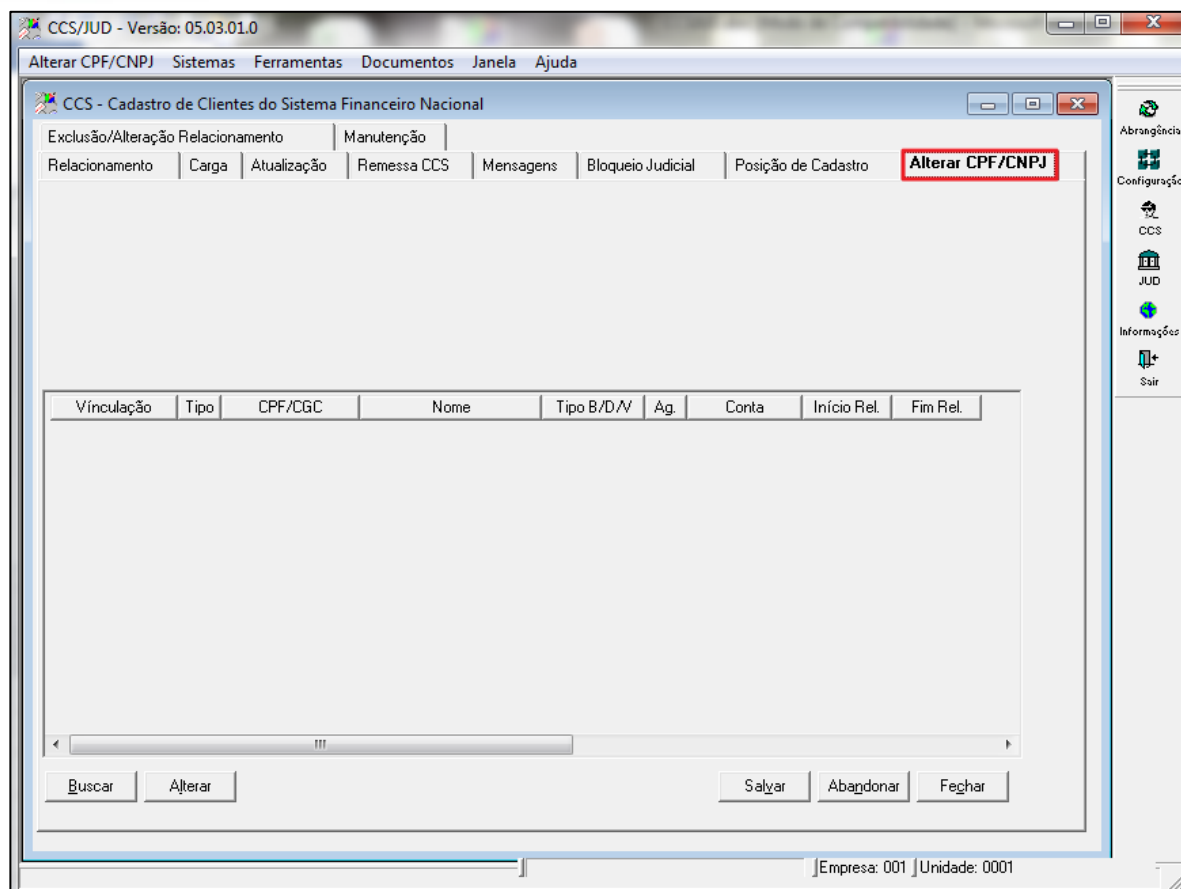 CCS/JUD - Versão: 05.03.01.0
Alterar CPF/CNPJ Sistemas Ferramentas Documentos Janela Ajuda
CCS - Cadastro de Clientes do Sistema Financeiro Nacional
Exclusão/Alteração Relacionamento Manutenção
Relacionamento Carga Atualização Remessa CCS Mensagens Bloqueio Judicial Posição de Cadastro Alterar CPF/CNPJ
Abrangência
Configuração
CCS
JUD
Informações
Sair
Vínculação Tipo CPF/CGC Nome Tipo B/D/V Ag. Conta Início Rel. Fim Rel.
Buscar Alterar Salvar Abandonar Fechar
Empresa: 001 Unidade: 0001